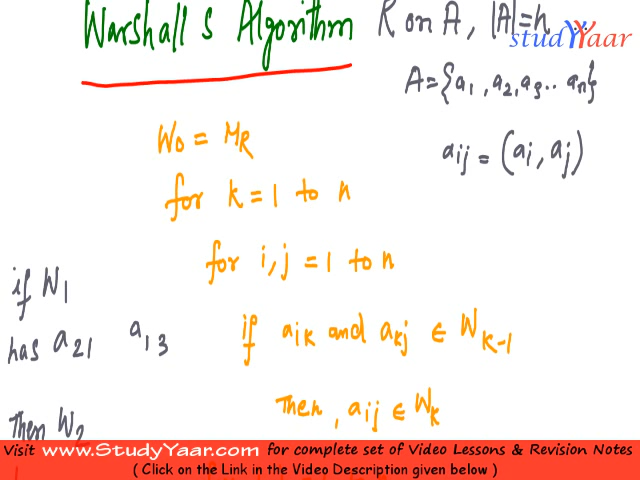 Warshall s Algorithm
R on A, |A|=n
studYYaar
A={a1, a2, a3.. an}
W0 = MR
aij = (ai, aj)
for k=1 to n
for i,j =1 to n
if W1
has a21 a13
if aik and akj ∈ Wk-1
Then, aij ∈ Wk
Then W2
Visit www.StudyYaar.com for complete set of Video Lessons & Revision Notes
( Click on the Link in the Video Description given below )